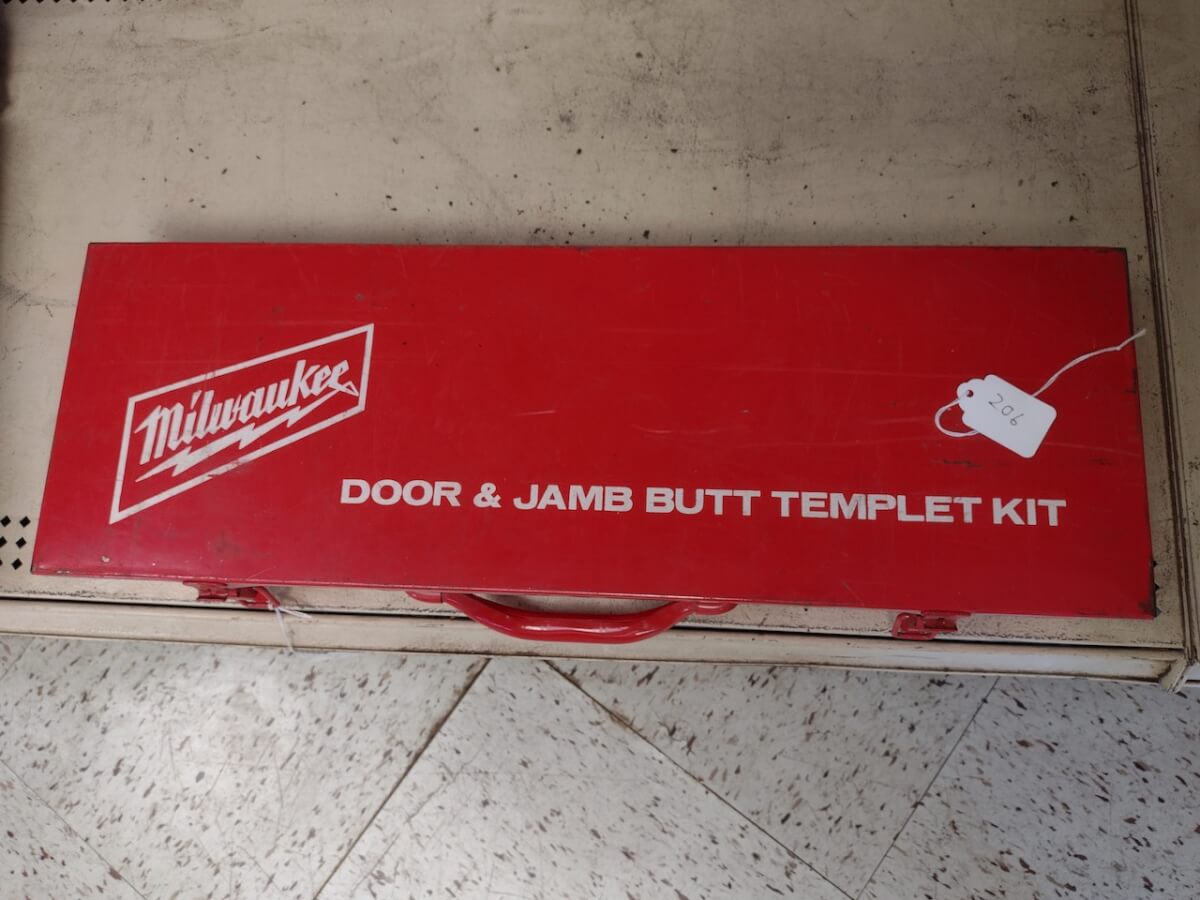 Milwaukee
206
DOOR & JAMB BUTT TEMPLET KIT